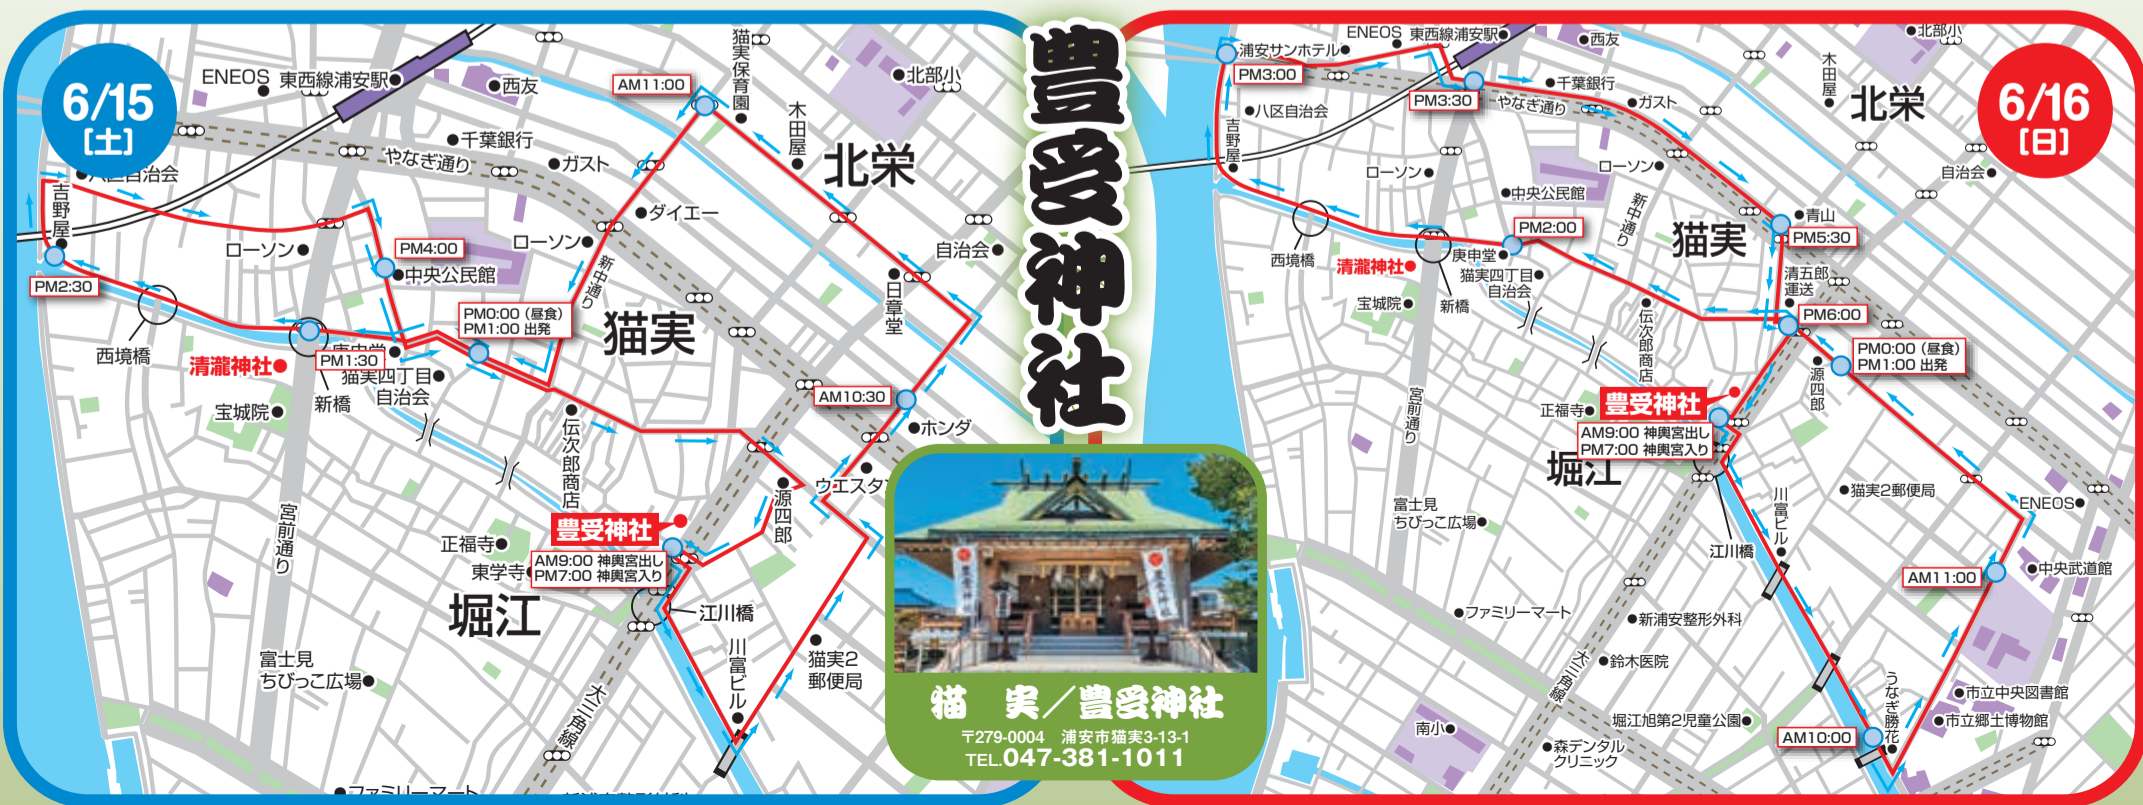 6/15
[土]
ENEOS
東西線浦安駅
西友
千葉銀行
やなぎ通り
ガスト
猫実保育園
AM11:00
木田屋
北部小
北栄
八区自治会
吉野屋
ローソン
PM4:00
中央公民館
ローソン
ダイエー
新中通り
自治会
日章堂
PM2:30
西境橋
清瀧神社
PM1:30
新橋
猫実四丁目
自治会
宝城院
PM0:00（昼食）
PM1:00 出発
猫実
AM10:30
ホンダ
伝次郎商店
源四郎
宮前通り
正福寺
東学寺
豊受神社
AM9:00 神輿宮出し
PM7:00 神輿宮入り
堀江
江川橋
川富ビル
猫実2
郵便局
富士見
ちびっこ広場
大三角線
ファミリーマート
豊受神社
猫 実／豊受神社
〒279-0004 浦安市猫実3-13-1
TEL.047-381-1011
6/16
[日]
浦安サンホテル
ENEOS
東西線浦安駅
西友
北部小
PM3:00
PM3:30
千葉銀行
やなぎ通り
ガスト
木田屋
北栄
八区自治会
吉野屋
ローソン
ローソン
中央公民館
新中通り
自治会
青山
PM5:30
PM2:00
猫実
西境橋
清瀧神社
庚申堂
猫実四丁目
自治会
宝城院
新橋
清五郎
運送
PM6:00
伝次郎商店
PM0:00（昼食）
PM1:00 出発
源四郎
宮前通り
正福寺
豊受神社
AM9:00 神輿宮出し
PM7:00 神輿宮入り
堀江
富士見
ちびっこ広場
川富ビル
猫実2郵便局
ENEOS
江川橋
AM11:00
中央武道館
ファミリーマート
新浦安整形外科
鈴木医院
大三角線
うなぎ勝花
市立中央図書館
市立郷土博物館
堀江旭第2児童公園
南小
森デンタル
クリニック
AM10:00